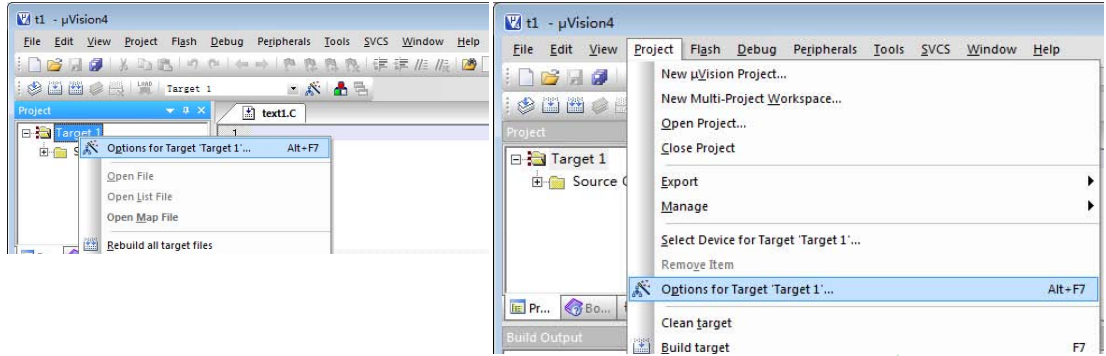 t1 - µVision4
File Edit View Project Flash Debug Peripherals Tools SVCS Window Help
LOAD Target 1
Project
text1.C
Target 1
1
S
Options for Target 'Target 1'... Alt+F7
Open File
Open List File
Open Map File
Rebuild all target files
t1 - µVision4
File Edit View Project Flash Debug Peripherals Tools SVCS Window Help
New µVision Project...
New Multi-Project Workspace...
Open Project...
Close Project
Project
Target 1
Source G
Export
Manage
Select Device for Target 'Target 1'...
Remove Item
Options for Target 'Target 1'... Alt+F7
Pr... Bo...
Clean target
Build Output
Build target F7